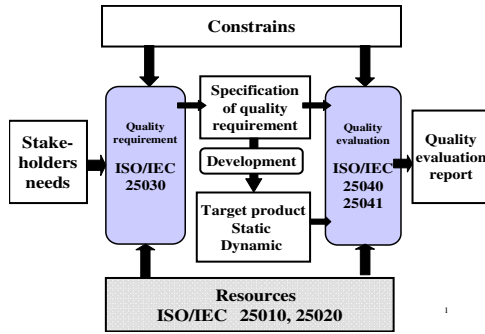 Constrains
Stake-
holders
needs
Quality
requirement
ISO/IEC
25030
Specification
of quality
requirement
Development
Target product
Static
Dynamic
Quality
evaluation
ISO/IEC
25040
25041
Quality
evaluation
report
Resources
ISO/IEC 25010, 25020
1